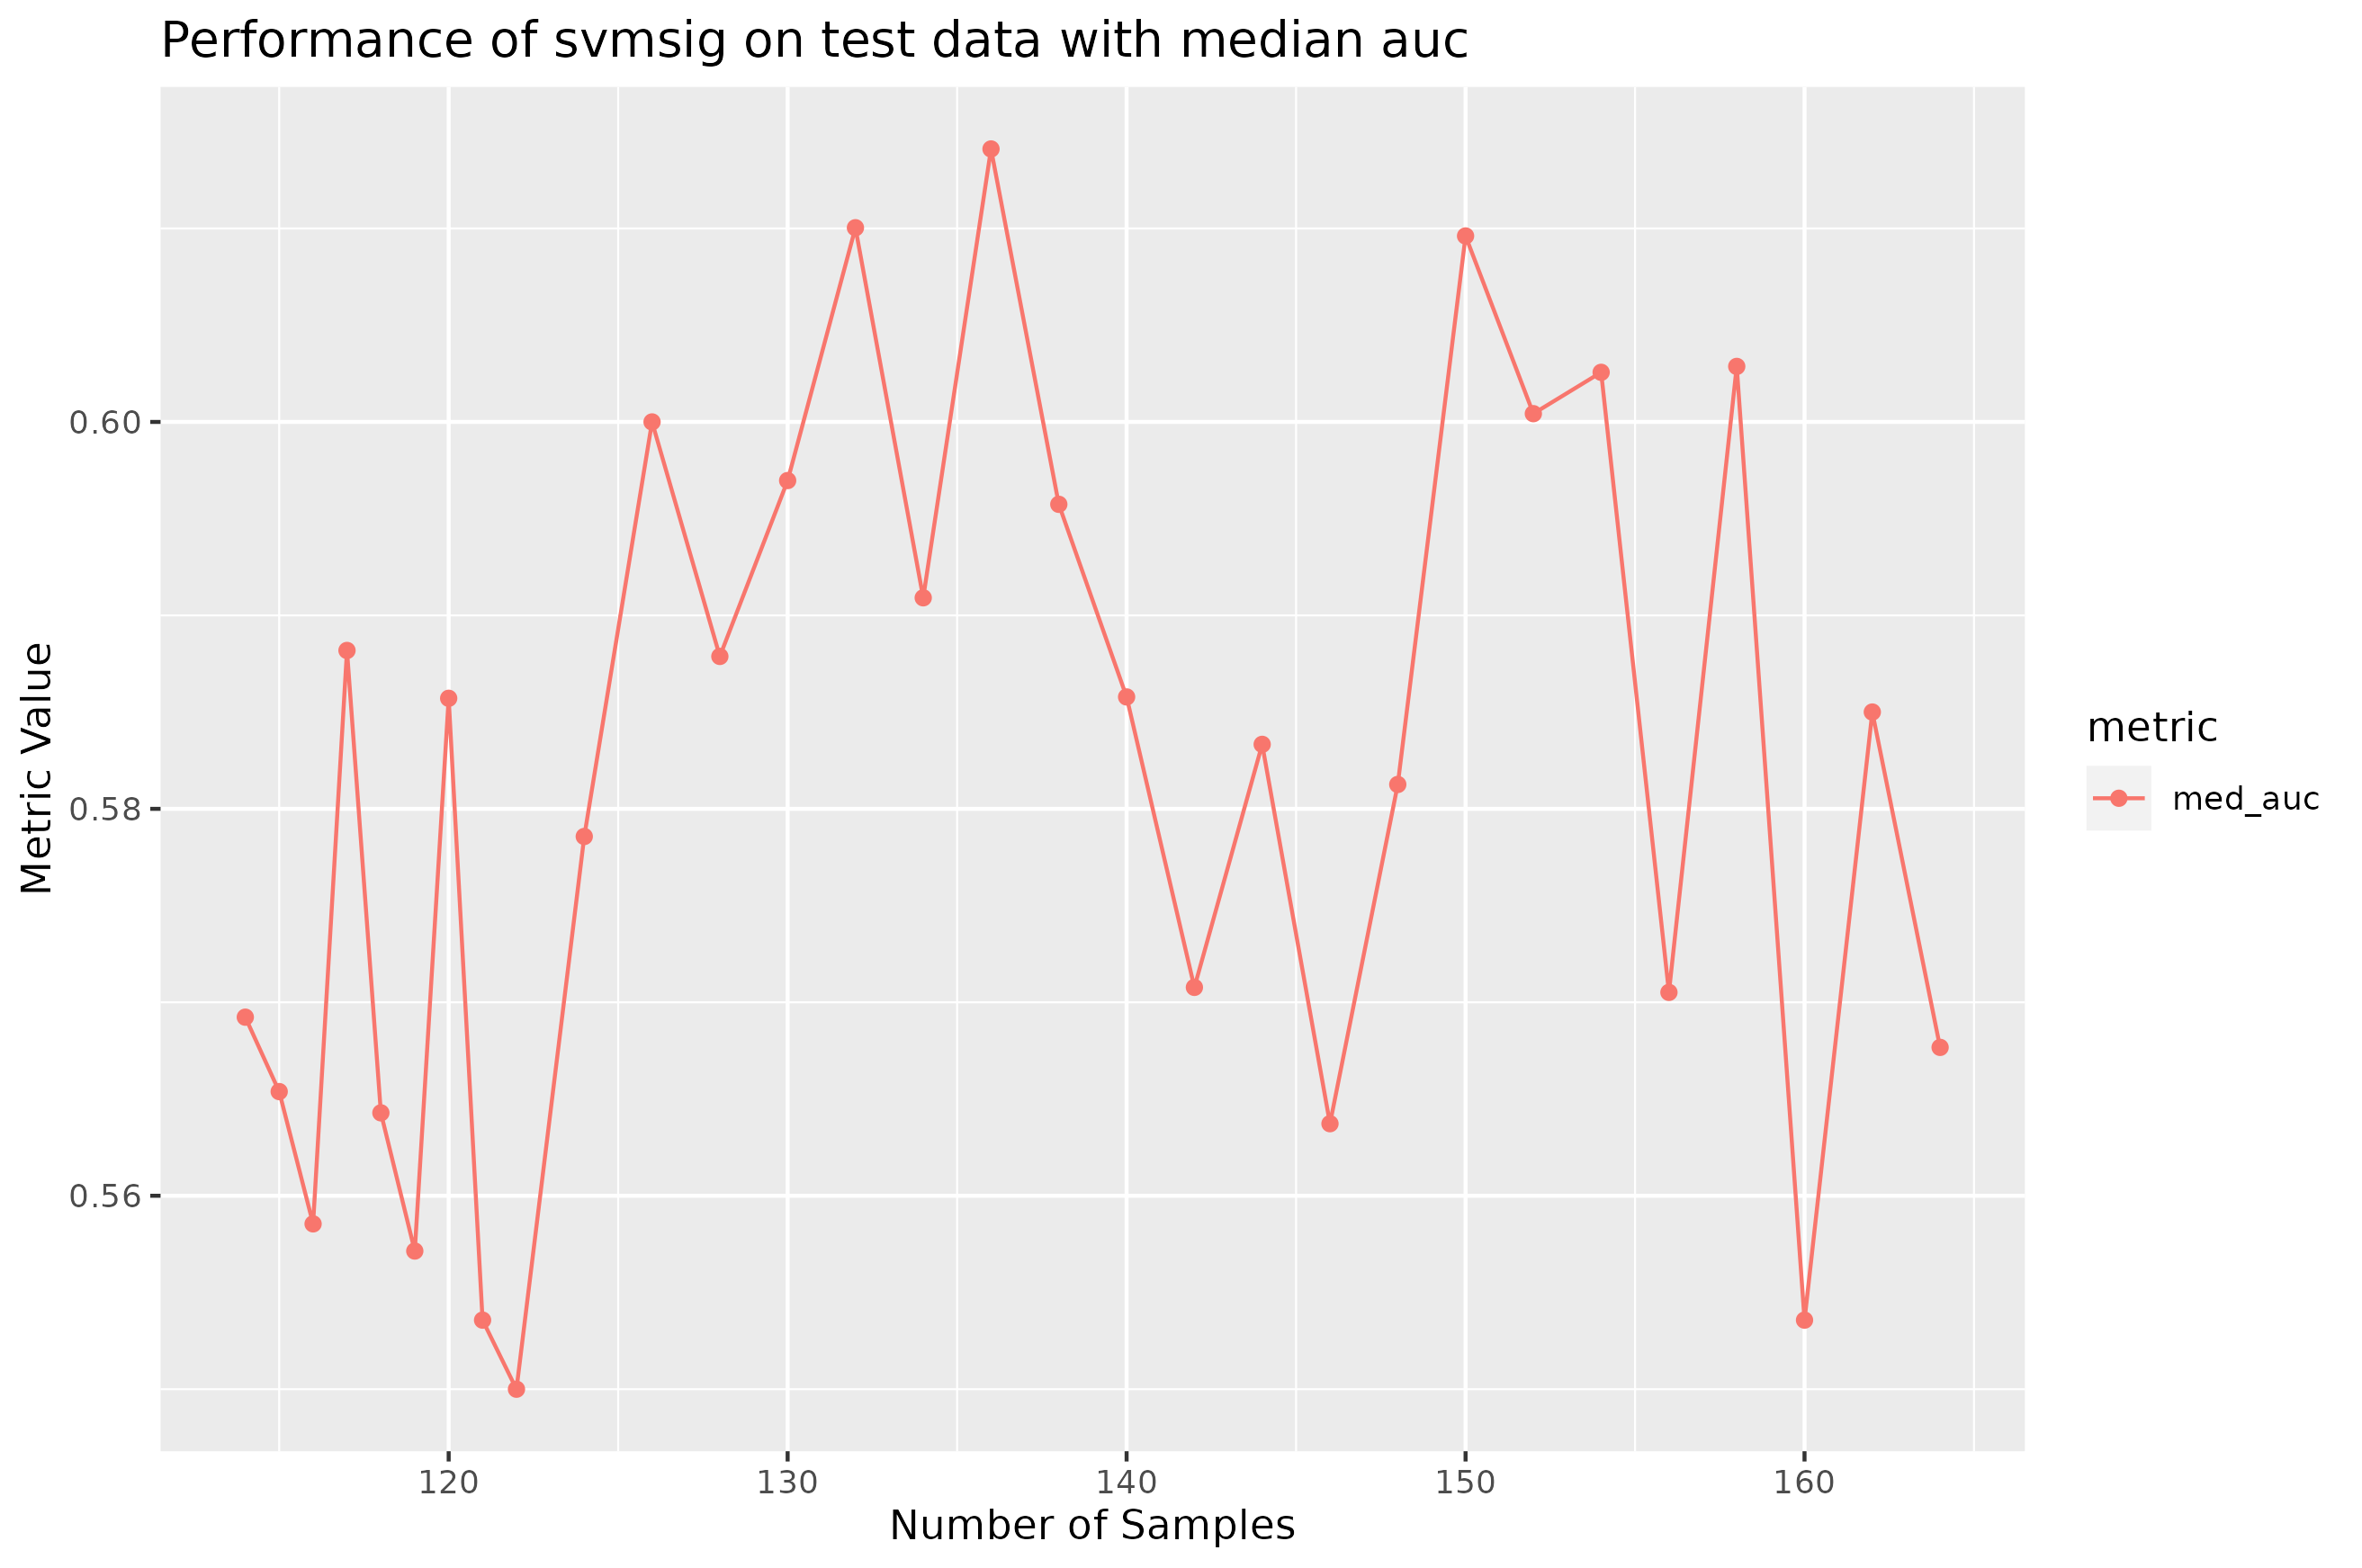 Performance of svmsig on test data with median auc
Metric Value
0.60
0.58
0.56
120 130 140 150 160
Number of Samples
metric
med_auc